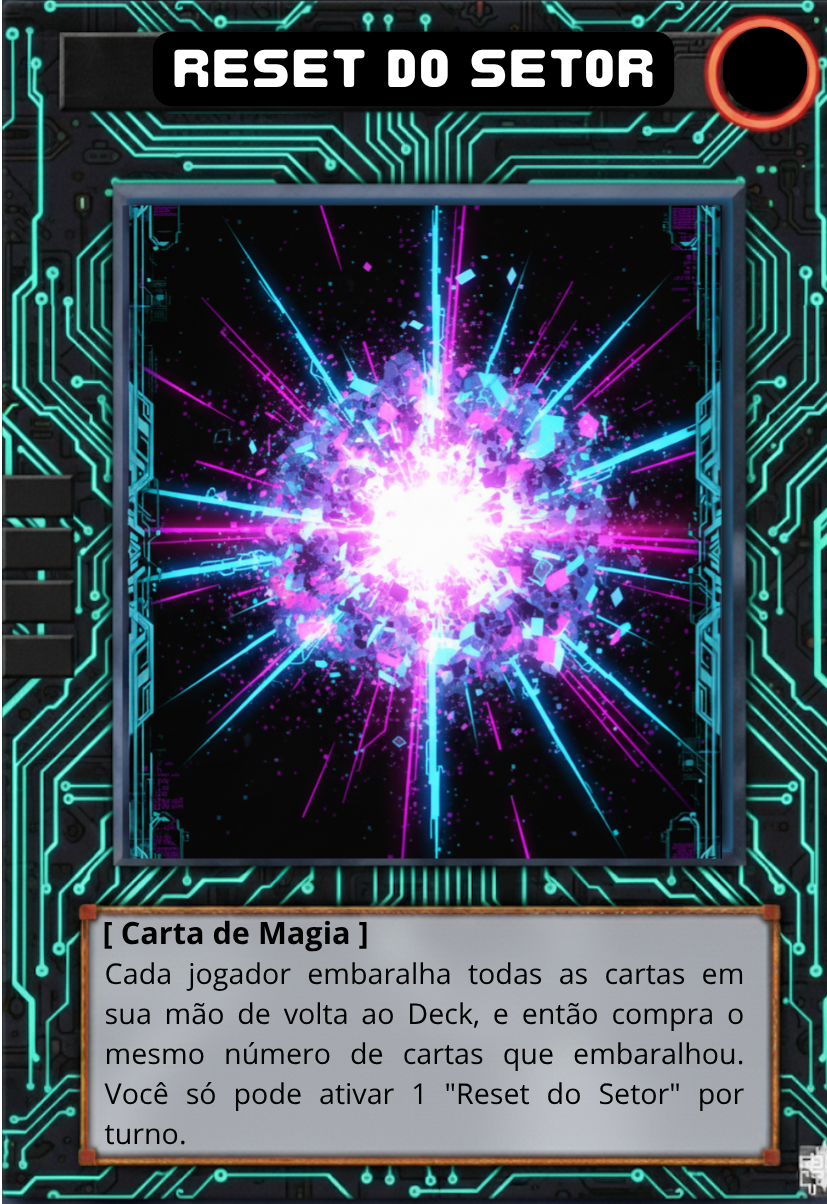 RESET DO SETOR
[ Carta de Magia ]
Cada jogador embaralha todas as cartas em
sua mão de volta ao Deck, e então compra o
mesmo número de cartas que embaralhou.
Você só pode ativar 1 "Reset do Setor" por
turno.